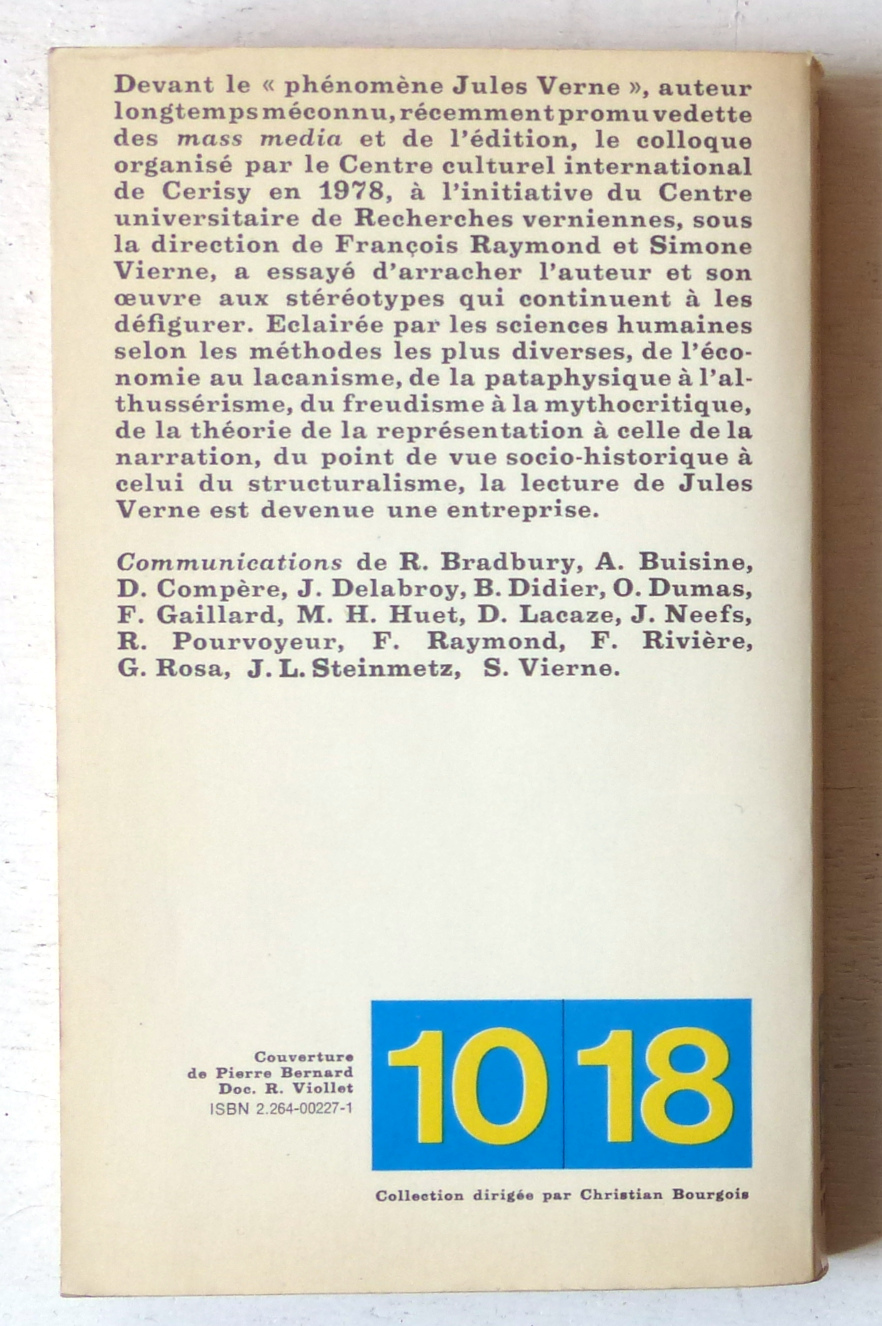 Devant le « phénomène Jules Verne », auteur
longtemps méconnu, récemment promu vedette
des mass media et de l'édition, le colloque
organisé par le Centre culturel international
de Cerisy en 1978, à l'initiative du Centre
universitaire de Recherches verniennes, sous
la direction de François Raymond et Simone
Vierne, a essayé d'arracher l'auteur et son
œuvre aux stéréotypes qui continuent à les
défigurer. Eclairée par les sciences humaines
selon les méthodes les plus diverses, de l'éco-
nomie au lacanisme, de la pataphysique à l'al-
thussérisme, du freudisme à la mythocritique,
de la théorie de la représentation à celle de la
narration, du point de vue socio-historique à
celui du structuralisme, la lecture de Jules
Verne est devenue une entreprise.
Communications de R. Bradbury, A. Buisine,
D. Compère, J. Delabroy, B. Didier, O. Dumas,
F. Gaillard, M. H. Huet, D. Lacaze, J. Neefs,
R. Pourvoyeur, F. Raymond, F. Rivière,
G. Rosa, J. L. Steinmetz, S. Vierne.
Couverture
de Pierre Bernard
Doc. R. Viollet
ISBN 2.264-00227-1
10 18
Collection dirigée par Christian Bourgois